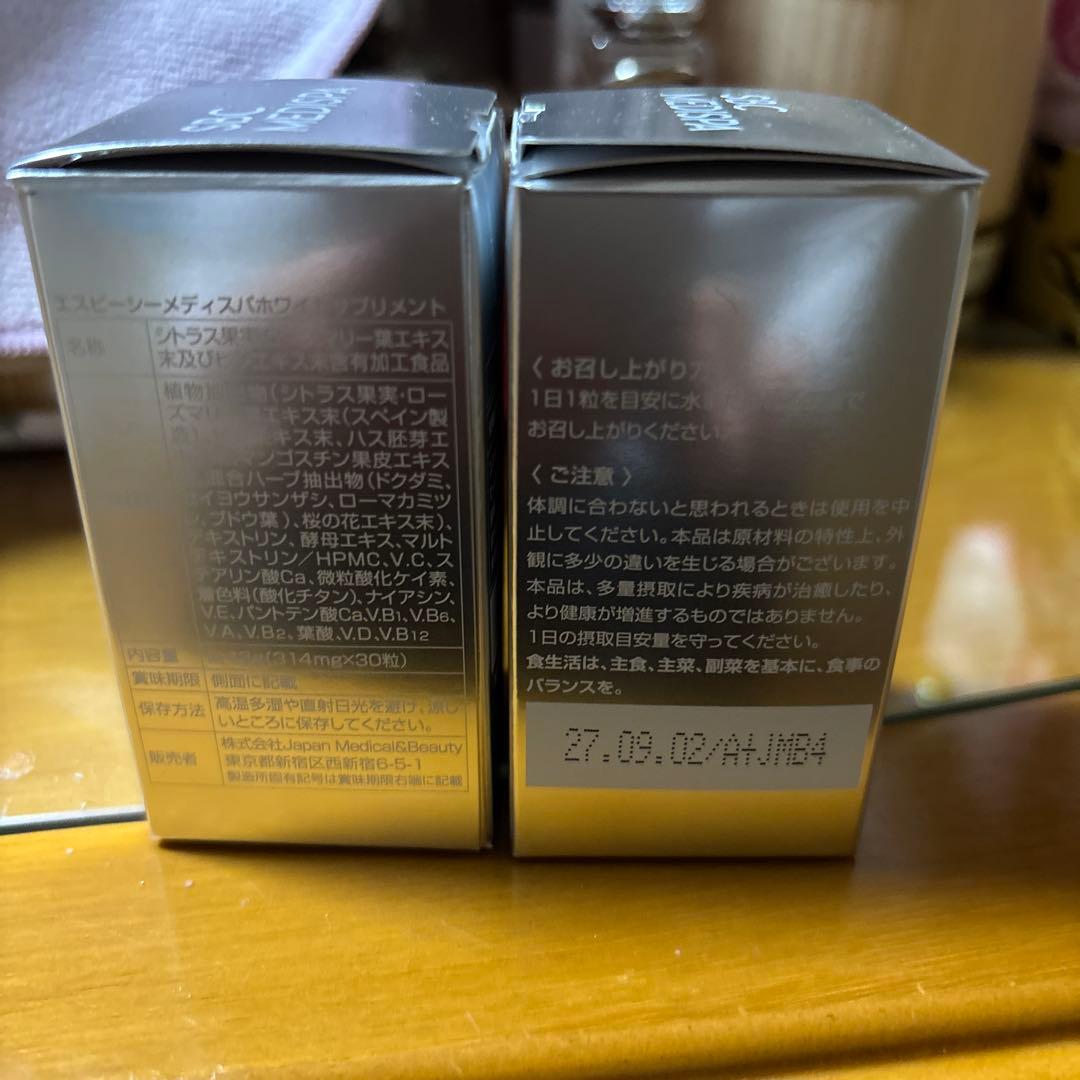 SBC
MEDISPA
エスビーシーメディスパホワイトサプリメント
名称
シトラス果実 マリー葉エキス
末及び エキス末含有加工食品
植物抽出物(シトラス果実・ロー
ズマリー エキス末(スペイン製
キス末、ハス胚芽エ
マンゴスチン果皮エキス
混合ハーブ抽出物(ドクダミ、
セイヨウサンザシ、ローマカミツ
レ、ブドウ葉)、桜の花エキス末)、
デキストリン、酵母エキス、マルト
デキストリン/HPMC、V.C、ス
テアリン酸Ca、微粒酸化ケイ素、
着色料(酸化チタン)、ナイアシン、
V.E、パントテン酸Ca、V.B1、V.B6、
V.A、V.B2、葉酸、V.D、V.B12
内容量
(314mg×30粒)
賞味期限 側面に記載
保存方法
高温多湿や直射日光を避け、涼し
いところに保存してください。
販売者
株式会社Japan Medical&Beauty
東京都新宿区西新宿6-5-1
製造所固有記号は賞味期限右端に記載
SBC
MEDISPA
〈お召し上がり方
1日1粒を目安に水 で
お召し上がりください。
〈ご注意〉
体調に合わないと思われるときは使用を中
止してください。本品は原材料の特性上、外
観に多少の違いを生じる場合がございます。
本品は、多量摂取により疾病が治癒したり、
より健康が増進するものではありません。
1日の摂取目安量を守ってください。
食生活は、主食、主菜、副菜を基本に、食事の
バランスを。
27.09.02/A+JMB4